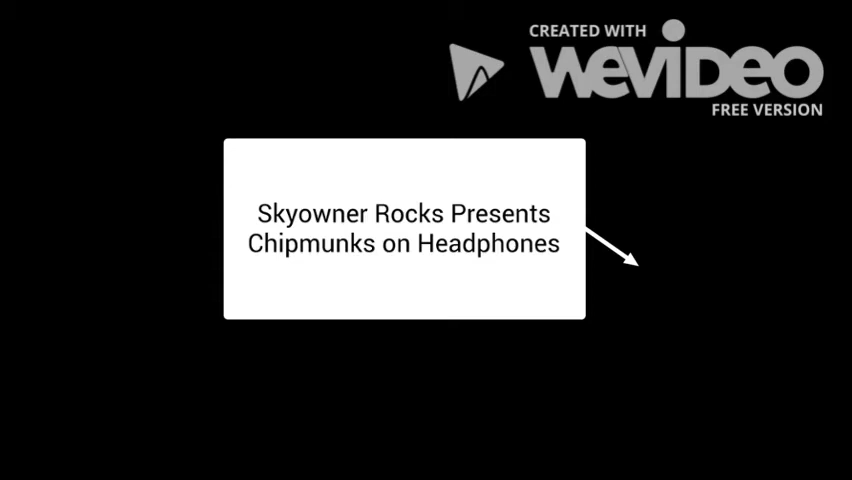 CREATED WITH
WEVIDEO
FREE VERSION
Skyowner Rocks Presents
Chipmunks on Headphones